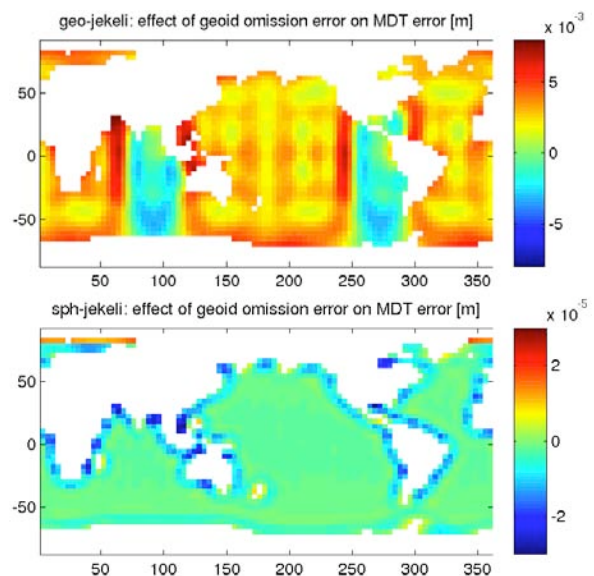 geo-jekeli: effect of geoid omission error on MDT error [m]
x 10^-3
50
0
-50
5
0
-5
50 100 150 200 250 300 350
sph-jekeli: effect of geoid omission error on MDT error [m]
x 10^-5
50
0
-50
2
0
-2
50 100 150 200 250 300 350